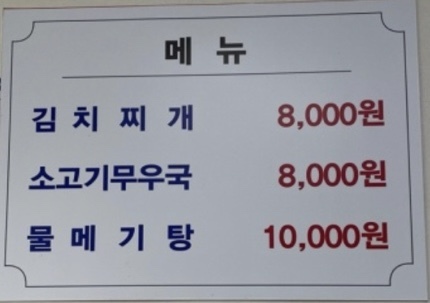 메 뉴
김 치 찌 개 8,000원
소고기무우국 8,000원
물 메 기 탕 10,000원